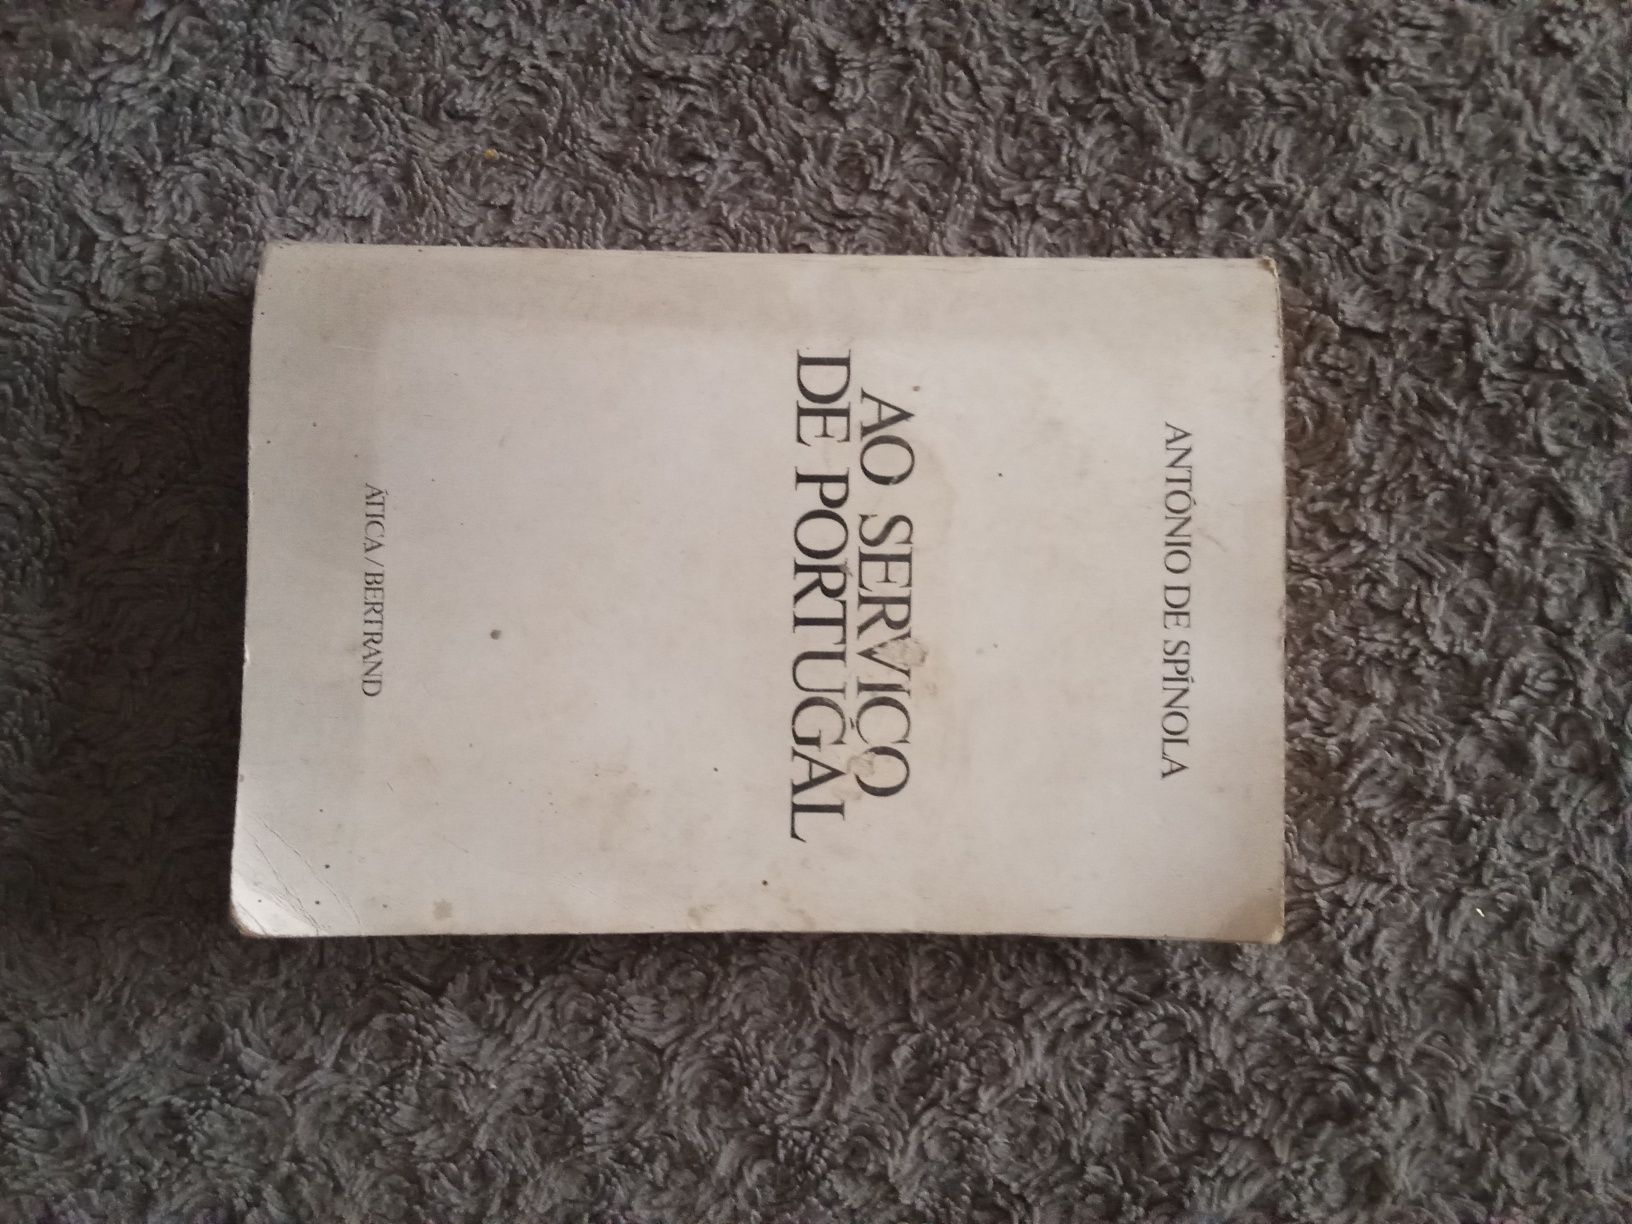 ANTÓNIO DE SPÍNOLA
AO SERVIÇO
DE PORTUGAL
ÁTICA/BERTRAND